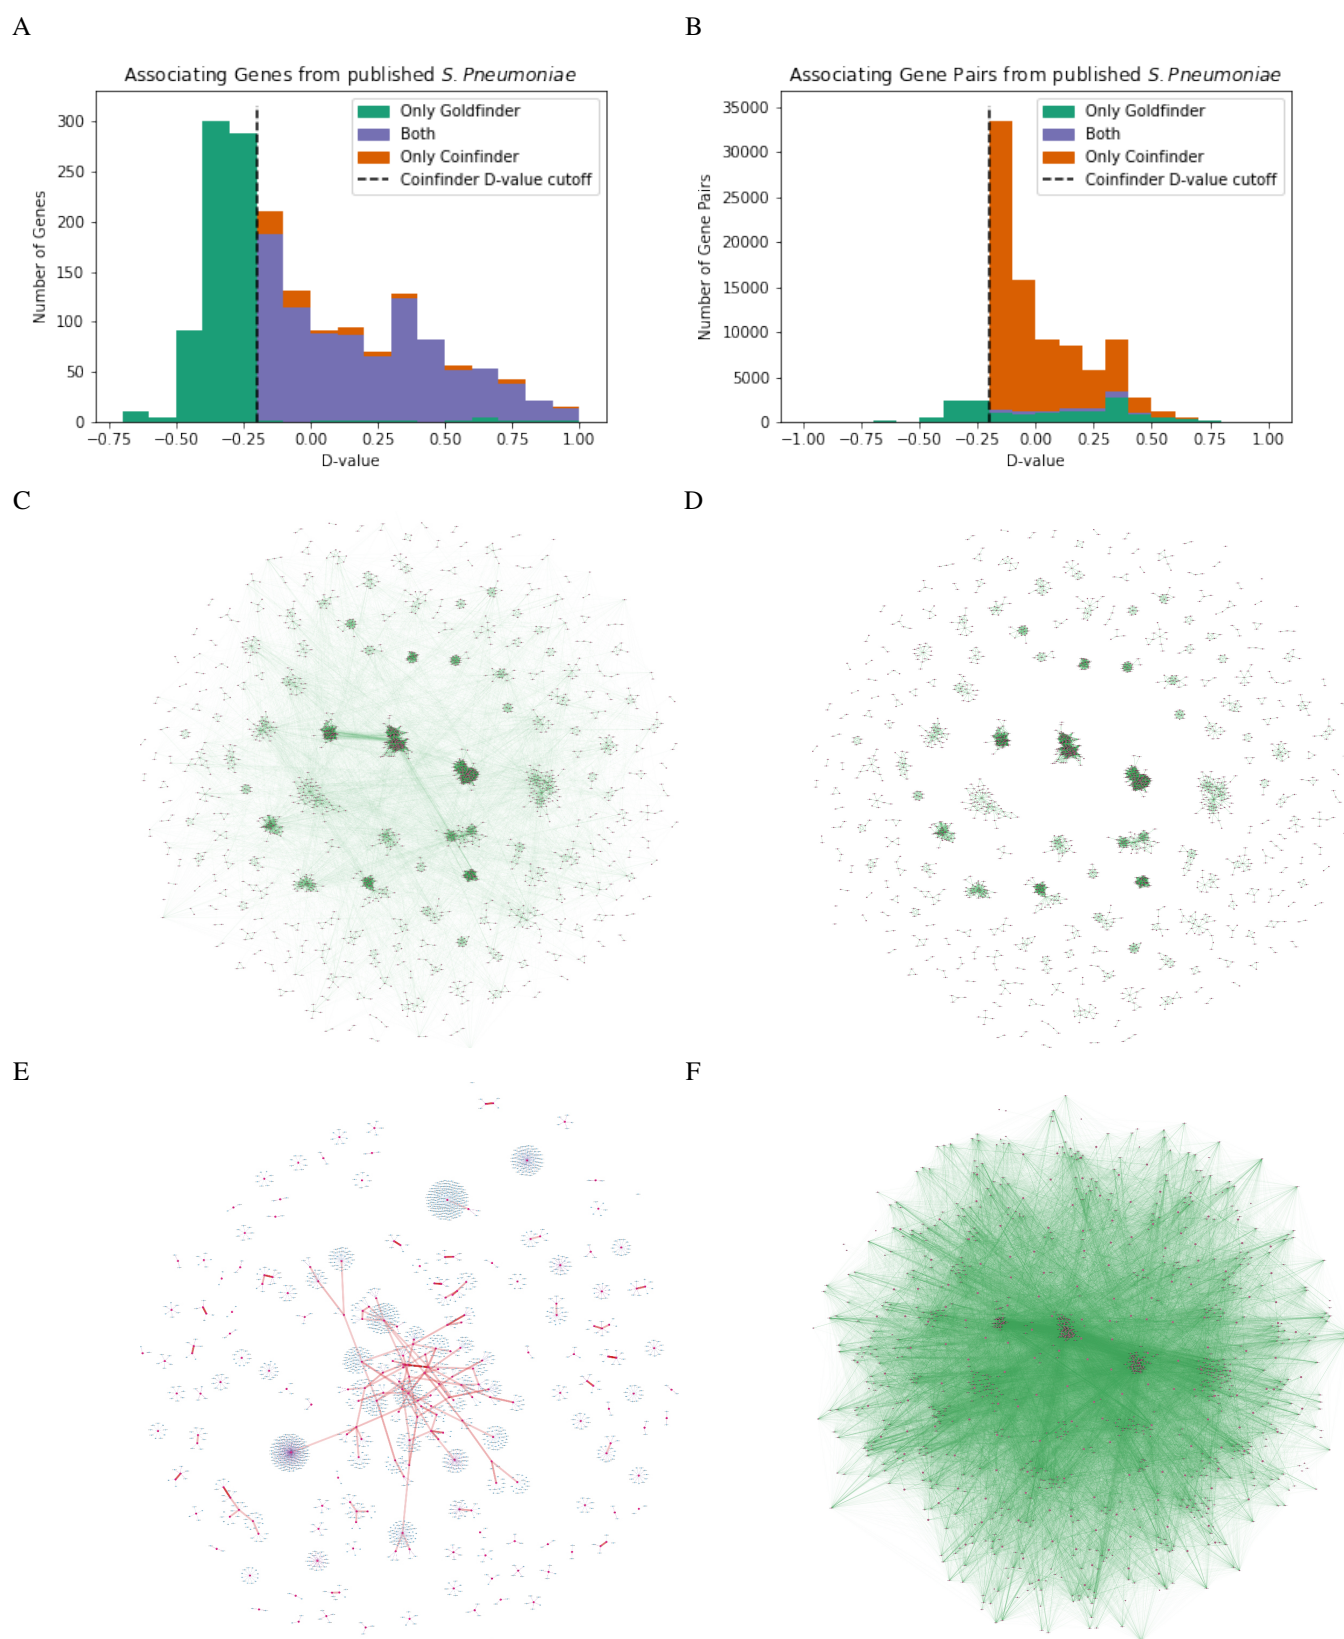 A
Associating Genes from published S. Pneumoniae
Number of Genes
300
250
200
150
100
50
0
Only Goldfinder
Both
Only Coinfinder
Coinfinder D-value cutoff
−0.75 −0.50 −0.25 0.00 0.25 0.50 0.75 1.00
D-value
B
Associating Gene Pairs from published S. Pneumoniae
Number of Gene Pairs
35000
30000
25000
20000
15000
10000
5000
0
Only Goldfinder
Both
Only Coinfinder
Coinfinder D-value cutoff
−1.00 −0.75 −0.50 −0.25 0.00 0.25 0.50 0.75 1.00
D-value
C
D
E
F